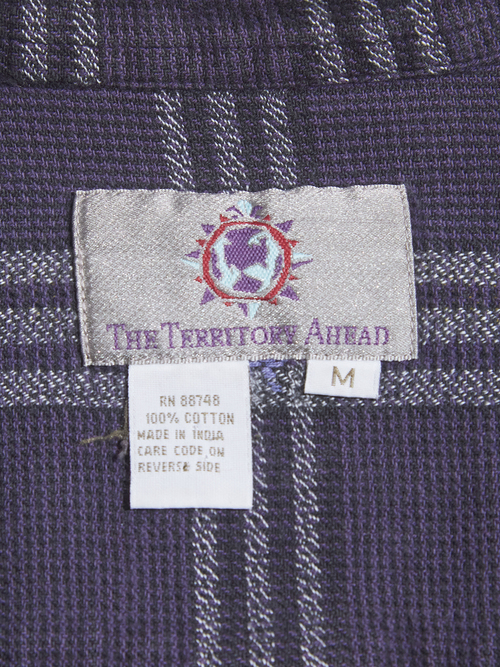 THE TERRITORY AHEAD
M
RN 88748
100% COTTON
MADE IN INDIA
CARE CODE, ON
REVERSE SIDE